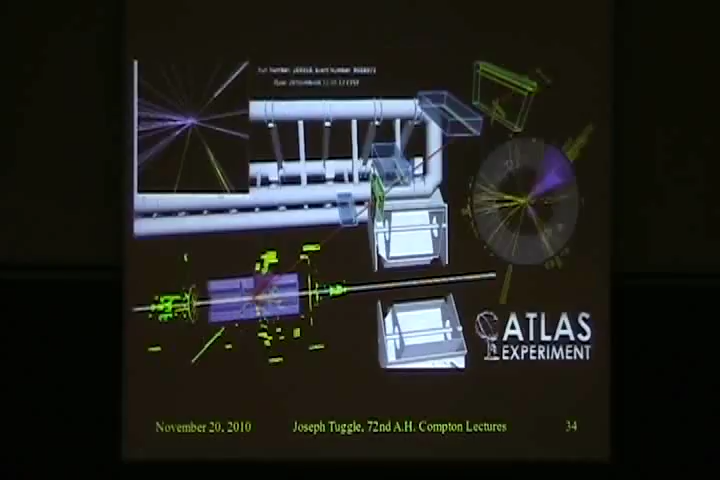 ATLAS
EXPERIMENT
November 20, 2010
Joseph Tuggle, 72nd A.H. Compton Lectures
34